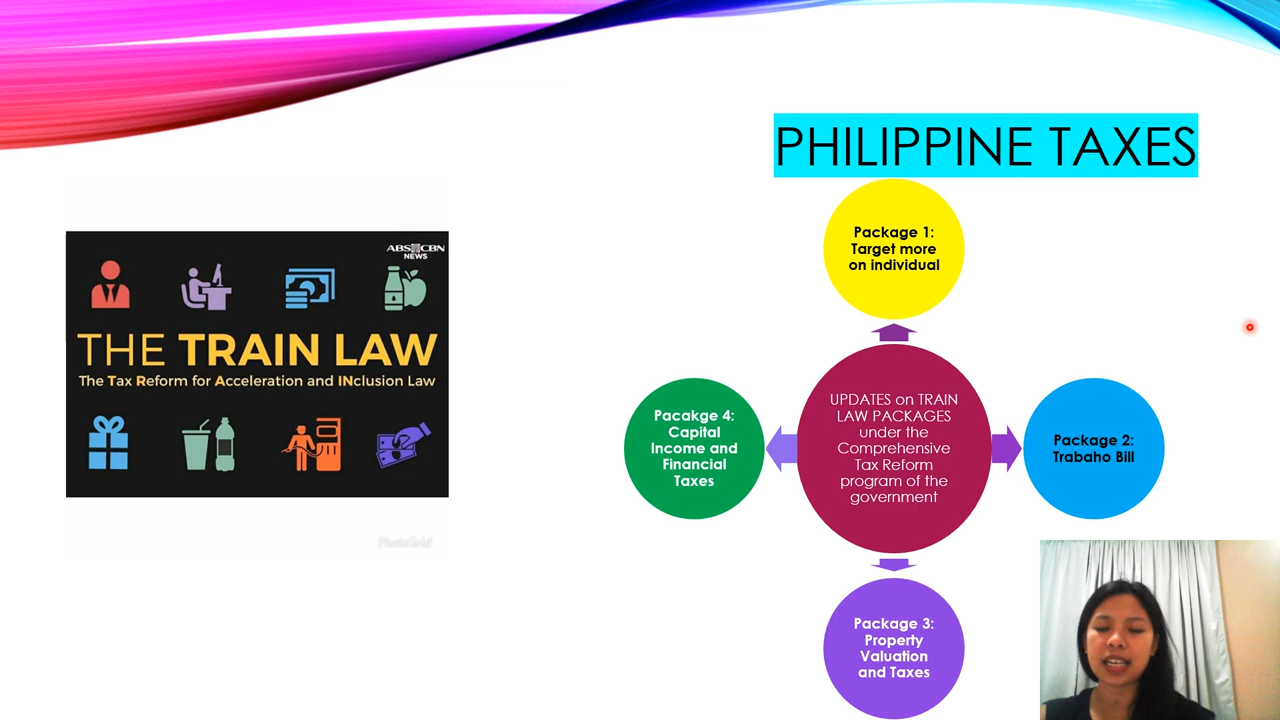 PHILIPPINE TAXES
ABS CBN
NEWS
THE TRAIN LAW
The Tax Reform for Acceleration and INclusion Law
PhotoGrid
Package 1:
Target more
on individual
UPDATES on TRAIN
LAW PACKAGES
under the
Comprehensive
Tax Reform
program of the
government
Package 2:
Trabaho Bill
Package 3:
Property
Valuation
and Taxes
Pacakge 4:
Capital
Income and
Financial
Taxes